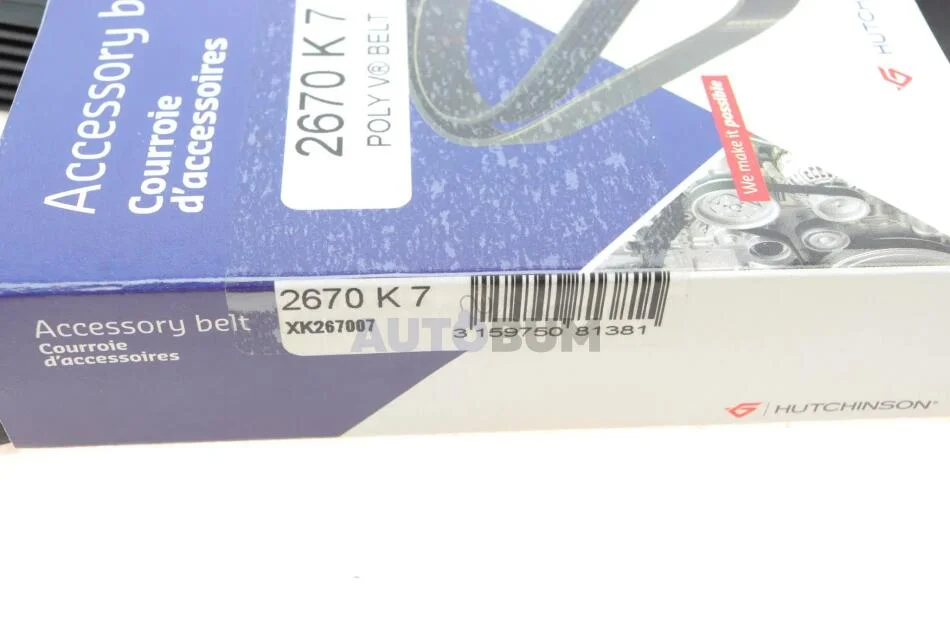 Accessory b
Courroie
d'accessoires
2670 K 7
POLY V® BELT
We make it possible
HUTCHIN
2670 K 7
XK267007
3 159750 81381
AUTOBOM
Accessory belt
Courroie
d'accessoires
HUTCHINSON®